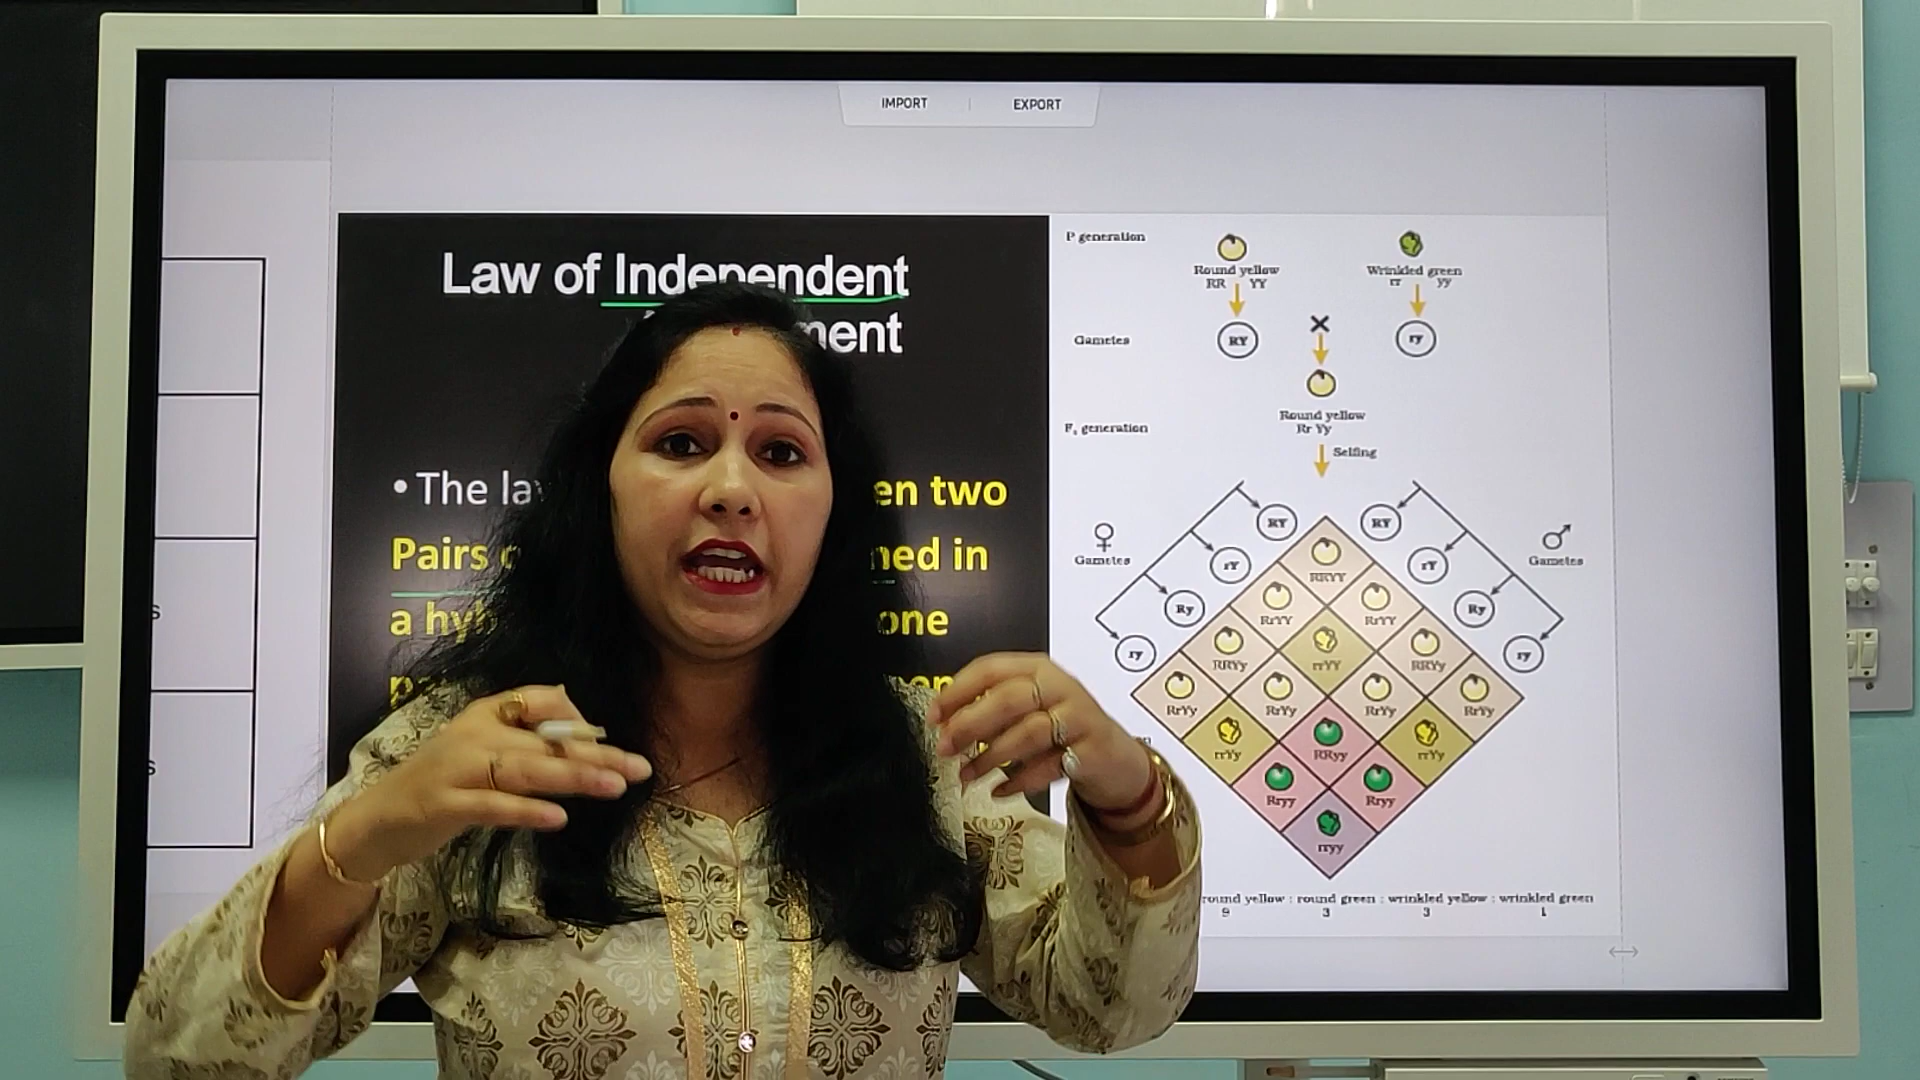 IMPORT | EXPORT
Law of Independent
ment
• The la
en two
Pairs
ned in
a hyb
one
s
s
P generation
Round yellow
RR YY
Wrinkled green
rr yy
Gametes
RY
ry
Round yellow
Rr Yy
F₁ generation
Selfing
♀
Gametes
RY
rY
Ry
ry
♂
Gametes
RY
rY
Ry
ry
RRYY
RrYY
RrYY
RRYy
rrYY
RRYy
RrYy
RrYy
RrYy
RrYy
rrYy
RRyy
rrYy
Rryy
Rryy
rryy
round yellow : round green : wrinkled yellow : wrinkled green
9 3 3 1